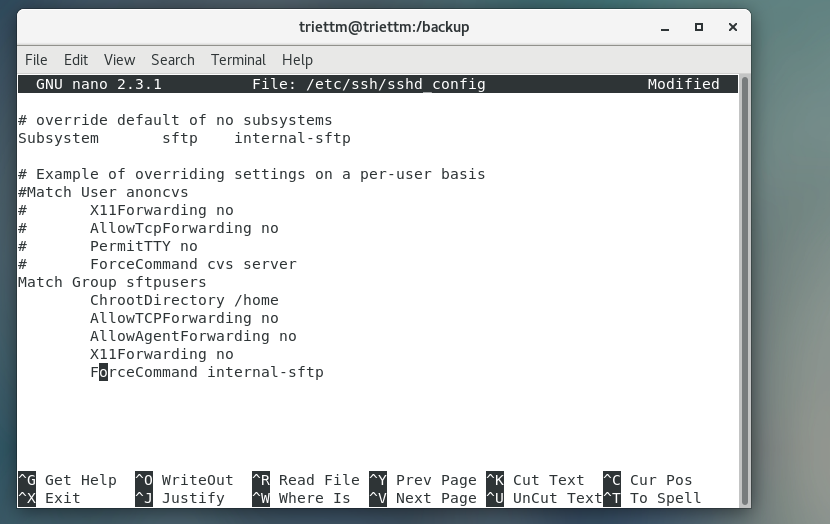 triettm@triettm:/backup
File Edit View Search Terminal Help
GNU nano 2.3.1 File: /etc/ssh/sshd_config Modified
# override default of no subsystems
Subsystem sftp internal-sftp
# Example of overriding settings on a per-user basis
#Match User anoncvs
# X11Forwarding no
# AllowTcpForwarding no
# PermitTTY no
# ForceCommand cvs server
Match Group sftpusers
ChrootDirectory /home
AllowTCPForwarding no
AllowAgentForwarding no
X11Forwarding no
ForceCommand internal-sftp
^G Get Help ^O WriteOut ^R Read File ^Y Prev Page ^K Cut Text ^C Cur Pos
^X Exit ^J Justify ^W Where Is ^V Next Page ^U UnCut Text ^T To Spell